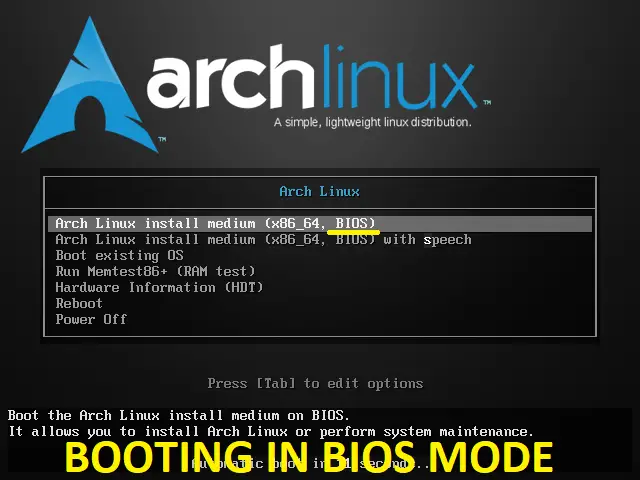 archlinux™
A simple, lightweight linux distribution.
™
Arch Linux
Arch Linux install medium (x86_64, BIOS)
Arch Linux install medium (x86_64, BIOS) with speech
Boot existing OS
Run Memtest86+ (RAM test)
Hardware Information (HDT)
Reboot
Power Off
Press [Tab] to edit options
Boot the Arch Linux install medium on BIOS.
It allows you to install Arch Linux or perform system maintenance.
BOOTING IN BIOS MODE
Automatic boot in seconds..